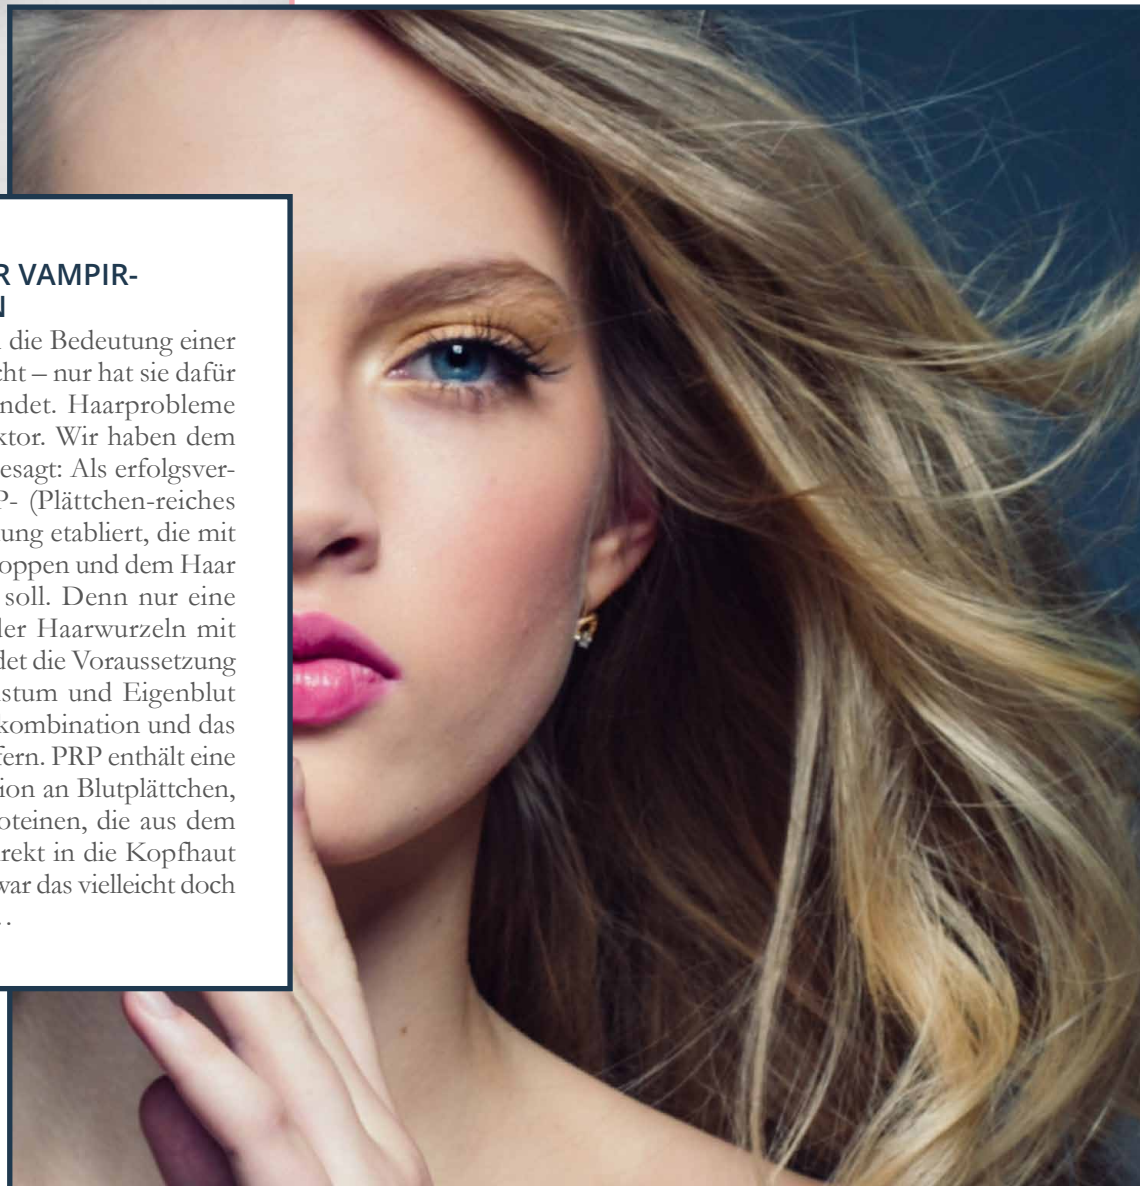 R VAMPIR-
N
die Bedeutung einer
cht – nur hat sie dafür
ndet. Haarprobleme
ktor. Wir haben dem
esagt: Als erfolgsver-
P- (Plättchen-reiches
ung etabliert, die mit
oppen und dem Haar
soll. Denn nur eine
der Haarwurzeln mit
det die Voraussetzung
stum und Eigenblut
kombination und das
fern. PRP enthält eine
ion an Blutplättchen,
oteinen, die aus dem
rekt in die Kopfhaut
war das vielleicht doch
…